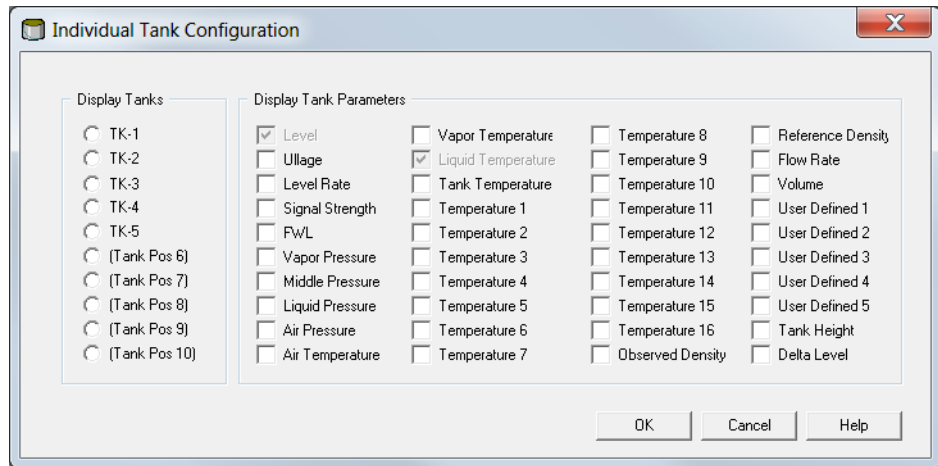 Individual Tank Configuration
X
Display Tanks
TK-1
TK-2
TK-3
TK-4
TK-5
(Tank Pos 6)
(Tank Pos 7)
(Tank Pos 8)
(Tank Pos 9)
(Tank Pos 10)
Display Tank Parameters
Level
Ullage
Level Rate
Signal Strength
FWL
Vapor Pressure
Middle Pressure
Liquid Pressure
Air Pressure
Air Temperature
Vapor Temperature
Liquid Temperature
Tank Temperature
Temperature 1
Temperature 2
Temperature 3
Temperature 4
Temperature 5
Temperature 6
Temperature 7
Temperature 8
Temperature 9
Temperature 10
Temperature 11
Temperature 12
Temperature 13
Temperature 14
Temperature 15
Temperature 16
Observed Density
Reference Density
Flow Rate
Volume
User Defined 1
User Defined 2
User Defined 3
User Defined 4
User Defined 5
Tank Height
Delta Level
OK
Cancel
Help